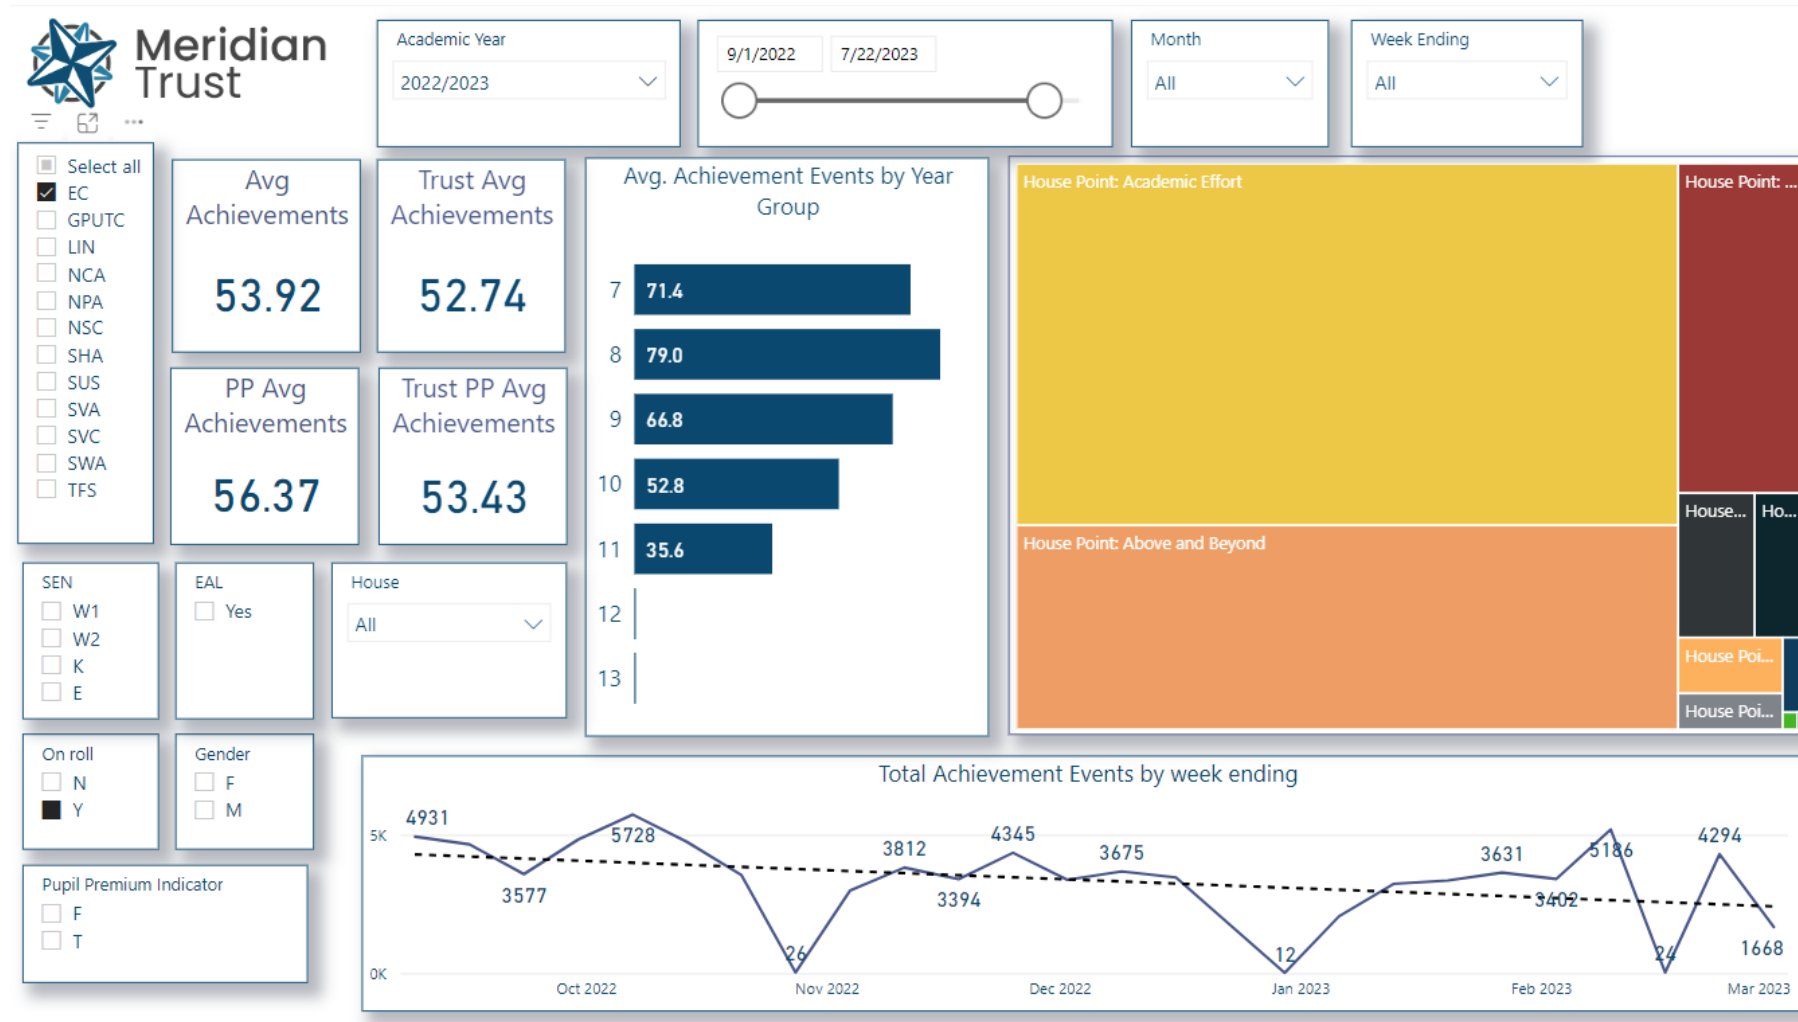 Meridian
Trust
Academic Year
2022/2023
9/1/2022
7/22/2023
Month
All
Week Ending
All
Select all
EC
GPUTC
LIN
NCA
NPA
NSC
SHA
SUS
SVA
SVC
SWA
TFS
Avg
Achievements
53.92
Trust Avg
Achievements
52.74
PP Avg
Achievements
56.37
Trust PP Avg
Achievements
53.43
Avg. Achievement Events by Year
Group
7 71.4
8 79.0
9 66.8
10 52.8
11 35.6
12
13
House Point: Academic Effort
House Point: ...
House Point: Above and Beyond
House...
Ho...
House Poi...
House Poi...
SEN
W1
W2
K
E
EAL
Yes
House
All
On roll
N
Y
Gender
F
M
Pupil Premium Indicator
F
T
Total Achievement Events by week ending
5K
0K
4931
3577
5728
26
3812
3394
4345
3675
12
3631
3402
5186
24
4294
1668
Oct 2022
Nov 2022
Dec 2022
Jan 2023
Feb 2023
Mar 2023